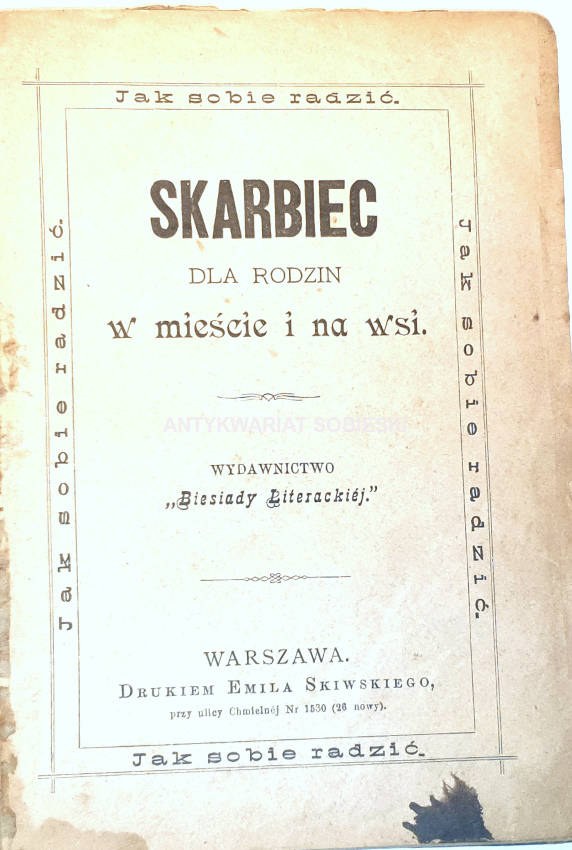 Jak sobie radzić.
Jak sobie radzić.
Jak sobie radzić.
SKARBIEC
DLA RODZIN
w mieście i na wsi.
ANTYKWARIAT SOBIESKI
WYDAWNICTWO
„Biesiady Literackiéj.”
WARSZAWA.
Drukiem Emila Skiwskiego,
przy ulicy Chmielnéj Nr 1530 (26 nowy).
Jak sobie radzić.